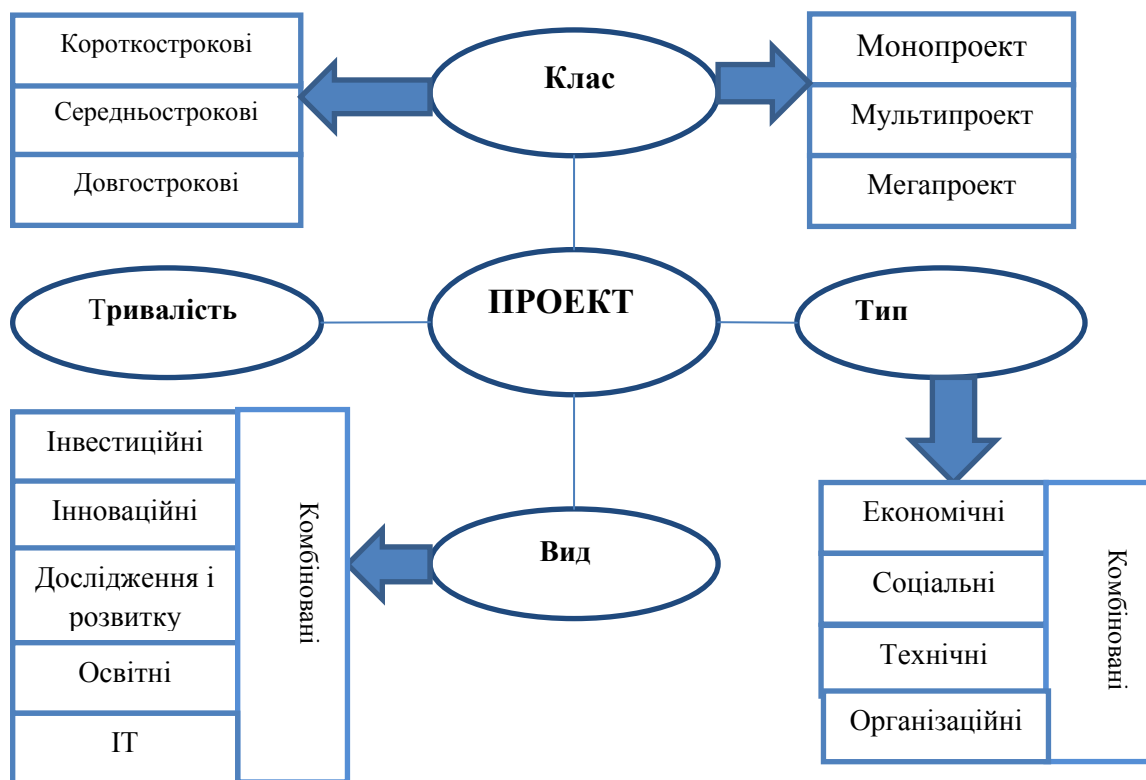 Короткострокові
Середньострокові
Довгострокові
Клас
Монопроект
Мультипроект
Мегапроект
Тривалість
ПРОЕКТ
Тип
Інвестиційні
Інноваційні
Дослідження і
розвитку
Освітні
ІТ
Комбіновані
Вид
Економічні
Соціальні
Технічні
Організаційні
Комбіновані